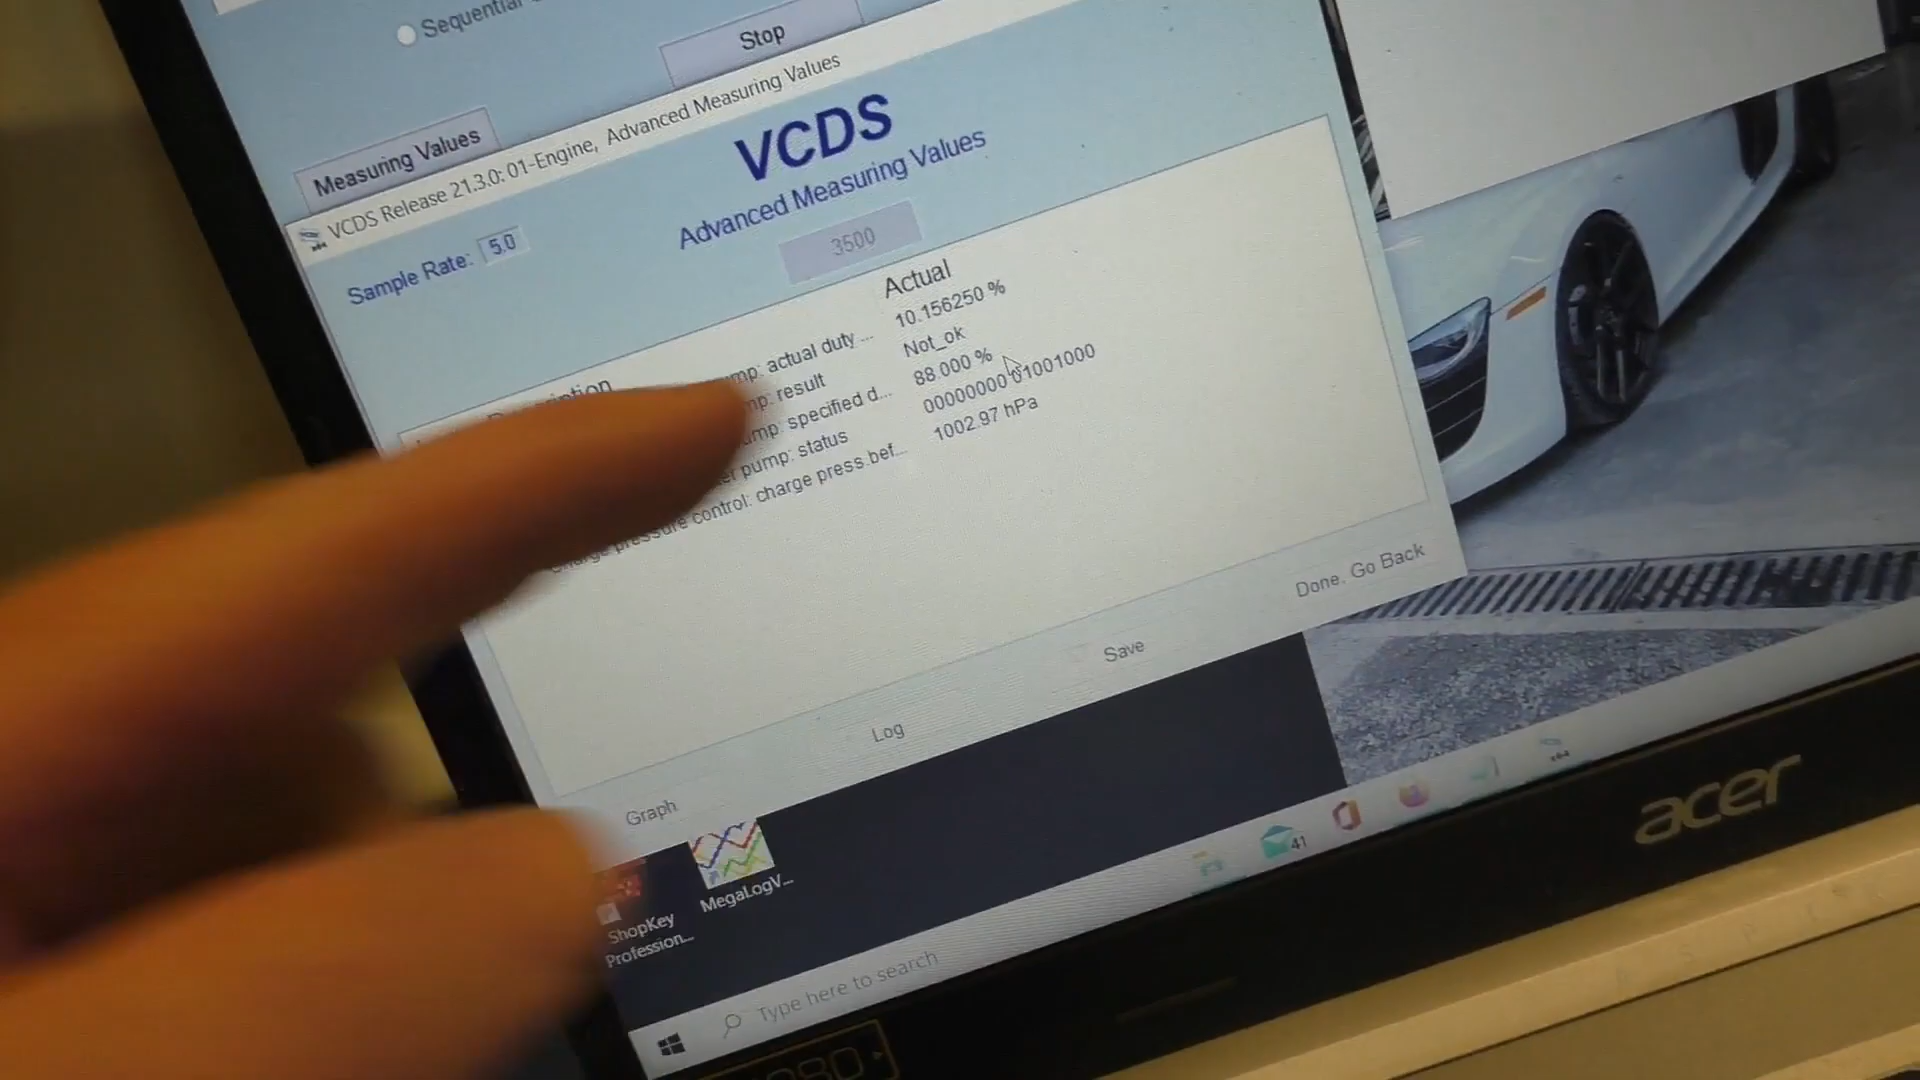 Sequential
Stop
Measuring Values
VCDS Release 21.3.0: 01-Engine, Advanced Measuring Values
VCDS
Advanced Measuring Values
Sample Rate: 5.0
3500
Actual
actual duty ... 10.156250 %
result Not_ok
specified d... 88.000 %
pump: status 00000000 01001000
Charge pressure control: charge press.bef... 1002.97 hPa
Done, Go Back
Save
Log
Graph
MegaLogV...
ShopKey
Profession...
41
Type here to search
acer